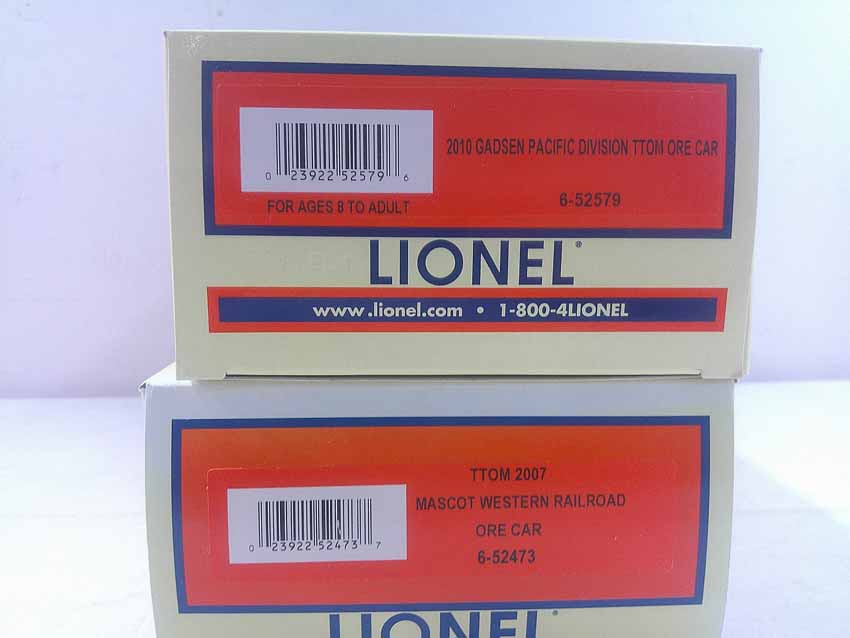 2010 GADSEN PACIFIC DIVISION TTOM ORE CAR
0 23922 52579 6
FOR AGES 8 TO ADULT
6-52579
LIONEL®
www.lionel.com • 1-800-4LIONEL
TTOM 2007
MASCOT WESTERN RAILROAD
ORE CAR
0 23922 52473 7
6-52473
LIONEL